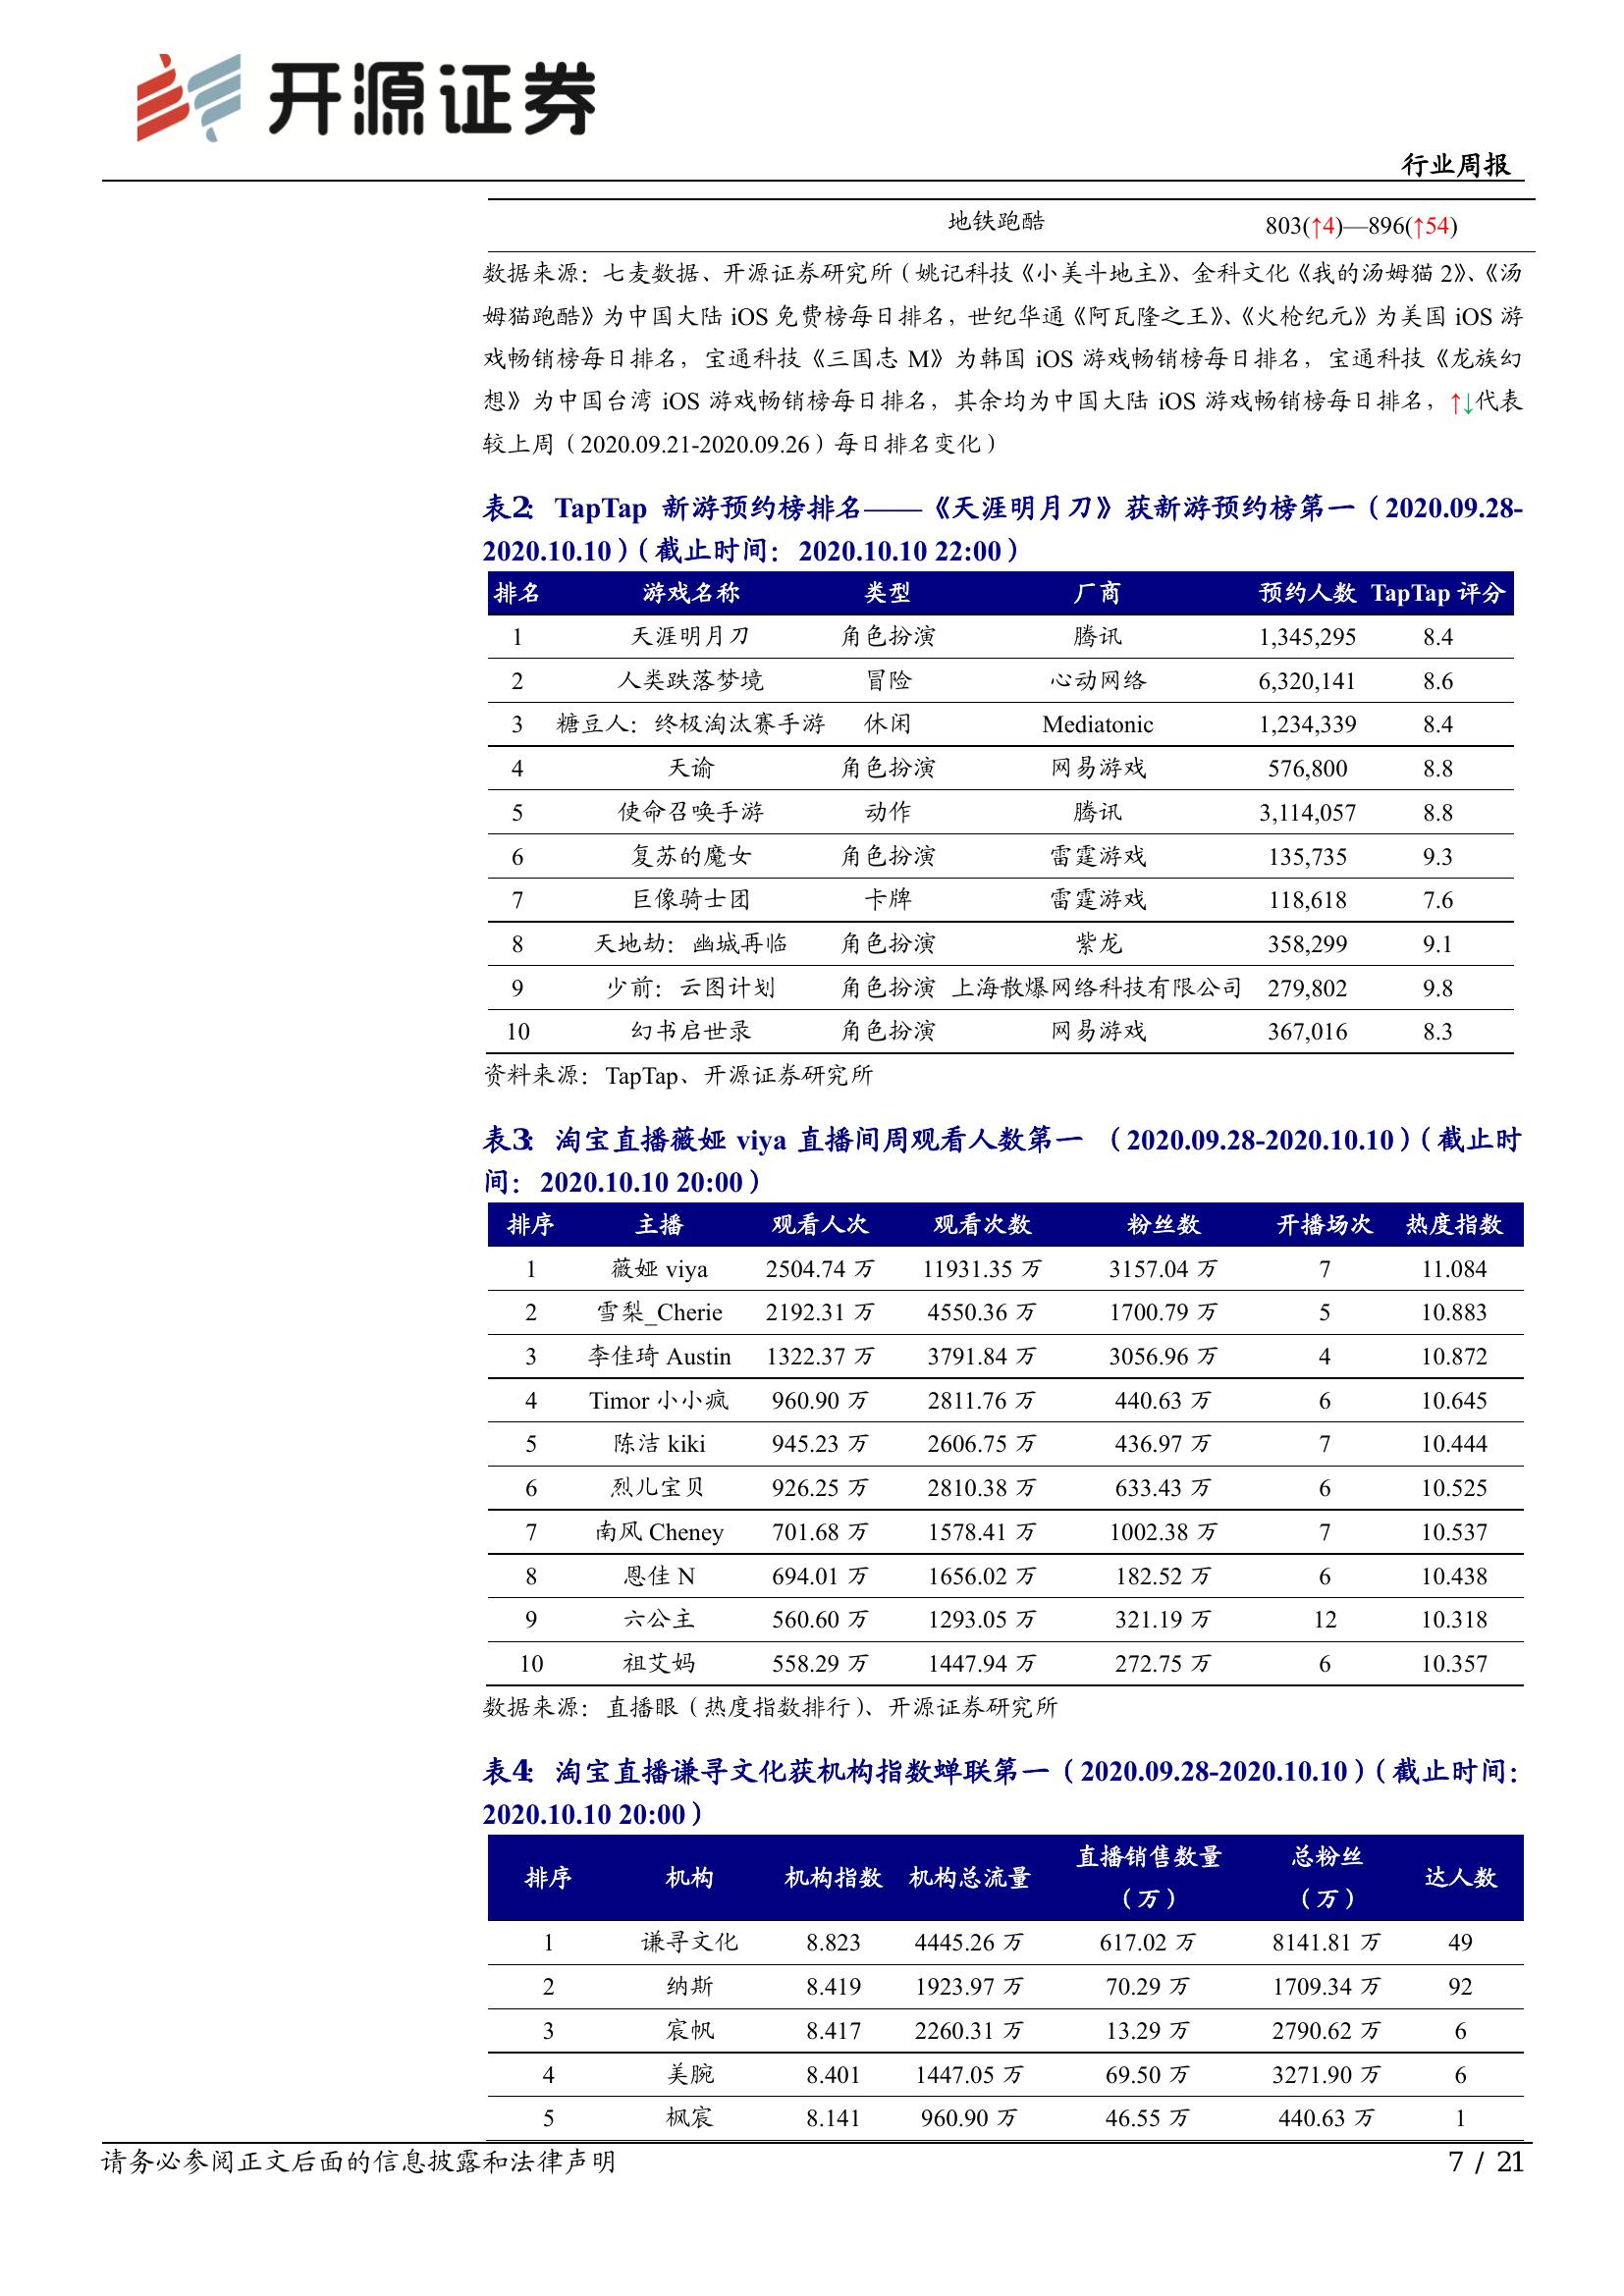 开源证券
行业周报
地铁跑酷 803(↑4)—896(↑54)
数据来源：七麦数据、开源证券研究所（姚记科技《小美斗地主》、金科文化《我的汤姆猫 2》、《汤
姆猫跑酷》为中国大陆 iOS 免费榜每日排名，世纪华通《阿瓦隆之王》、《火枪纪元》为美国 iOS 游
戏畅销榜每日排名，宝通科技《三国志 M》为韩国 iOS 游戏畅销榜每日排名，宝通科技《龙族幻
想》为中国台湾 iOS 游戏畅销榜每日排名，其余均为中国大陆 iOS 游戏畅销榜每日排名，↑↓代表
较上周（2020.09.21-2020.09.26）每日排名变化）
表2：TapTap 新游预约榜排名——《天涯明月刀》获新游预约榜第一（2020.09.28-
2020.10.10）（截止时间：2020.10.10 22:00）
排名 游戏名称 类型 厂商 预约人数 TapTap 评分
1 天涯明月刀 角色扮演 腾讯 1,345,295 8.4
2 人类跌落梦境 冒险 心动网络 6,320,141 8.6
3 糖豆人：终极淘汰赛手游 休闲 Mediatonic 1,234,339 8.4
4 天谕 角色扮演 网易游戏 576,800 8.8
5 使命召唤手游 动作 腾讯 3,114,057 8.8
6 复苏的魔女 角色扮演 雷霆游戏 135,735 9.3
7 巨像骑士团 卡牌 雷霆游戏 118,618 7.6
8 天地劫：幽城再临 角色扮演 紫龙 358,299 9.1
9 少前：云图计划 角色扮演 上海散爆网络科技有限公司 279,802 9.8
10 幻书启世录 角色扮演 网易游戏 367,016 8.3
资料来源：TapTap、开源证券研究所
表3：淘宝直播薇娅 viya 直播间周观看人数第一 （2020.09.28-2020.10.10）（截止时
间：2020.10.10 20:00）
排序 主播 观看人次 观看次数 粉丝数 开播场次 热度指数
1 薇娅 viya 2504.74 万 11931.35 万 3157.04 万 7 11.084
2 雪梨_Cherie 2192.31 万 4550.36 万 1700.79 万 5 10.883
3 李佳琦 Austin 1322.37 万 3791.84 万 3056.96 万 4 10.872
4 Timor 小小疯 960.90 万 2811.76 万 440.63 万 6 10.645
5 陈洁 kiki 945.23 万 2606.75 万 436.97 万 7 10.444
6 烈儿宝贝 926.25 万 2810.38 万 633.43 万 6 10.525
7 南风 Cheney 701.68 万 1578.41 万 1002.38 万 7 10.537
8 恩佳 N 694.01 万 1656.02 万 182.52 万 6 10.438
9 六公主 560.60 万 1293.05 万 321.19 万 12 10.318
10 祖艾妈 558.29 万 1447.94 万 272.75 万 6 10.357
数据来源：直播眼（热度指数排行）、开源证券研究所
表4：淘宝直播谦寻文化获机构指数蝉联第一（2020.09.28-2020.10.10）（截止时间：
2020.10.10 20:00）
排序 机构 机构指数 机构总流量 直播销售数量（万） 总粉丝（万） 达人数
1 谦寻文化 8.823 4445.26 万 617.02 万 8141.81 万 49
2 纳斯 8.419 1923.97 万 70.29 万 1709.34 万 92
3 宸帆 8.417 2260.31 万 13.29 万 2790.62 万 6
4 美腕 8.401 1447.05 万 69.50 万 3271.90 万 6
5 枫宸 8.141 960.90 万 46.55 万 440.63 万 1
请务必参阅正文后面的信息披露和法律声明 7 / 21